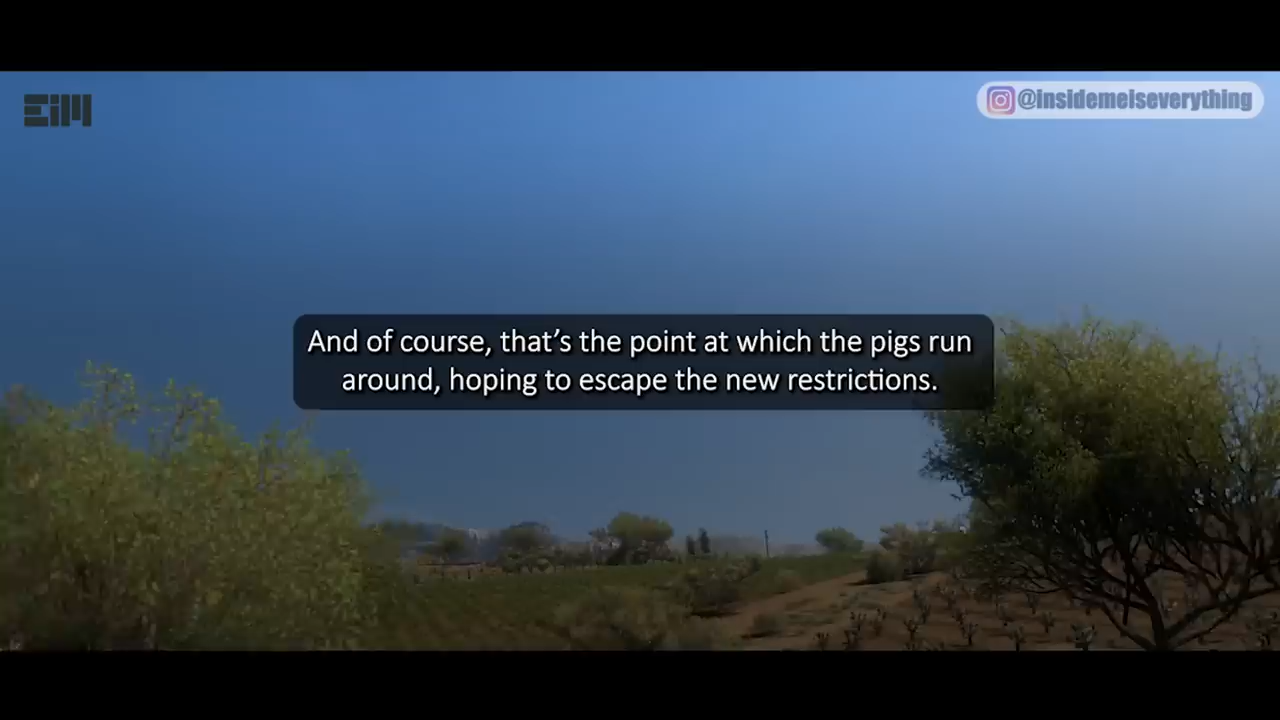 EiM
@insidemeiseverything
And of course, that’s the point at which the pigs run
around, hoping to escape the new restrictions.